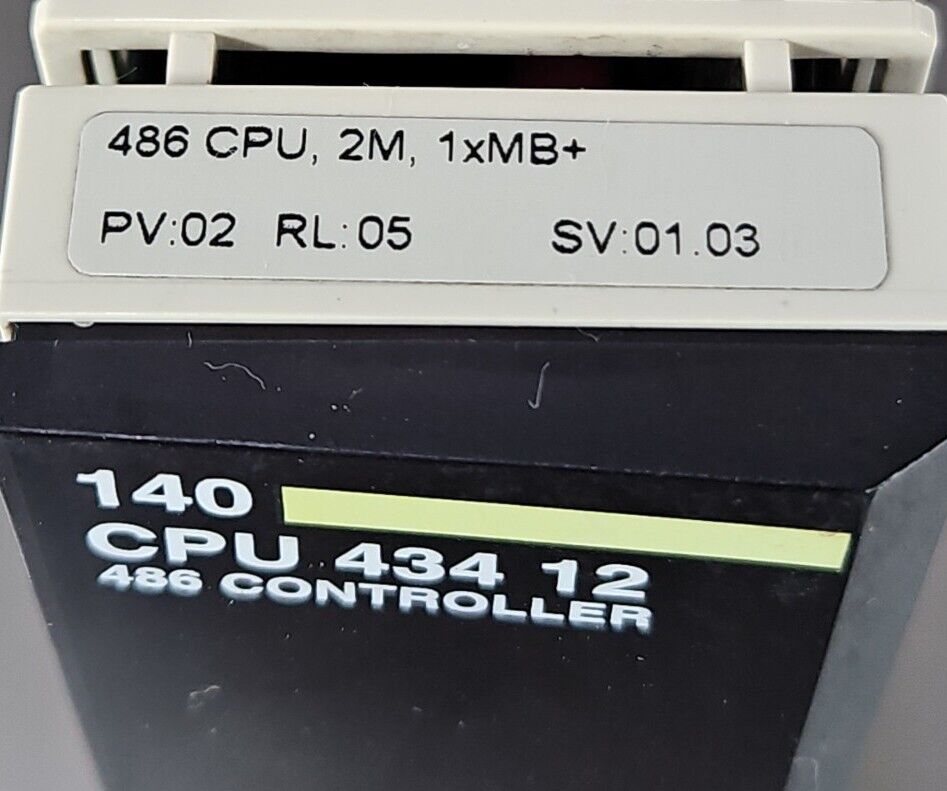 486 CPU, 2M, 1xMB+
PV:02 RL:05 SV:01.03
140
CPU 434 12
486 CONTROLLER